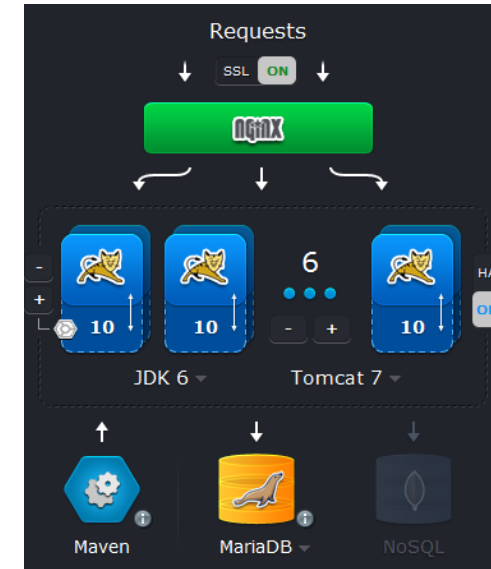 Requests
SSL ON
NGINX
6
-
+
10 10 - + 10
JDK 6 Tomcat 7
Maven MariaDB NoSQL